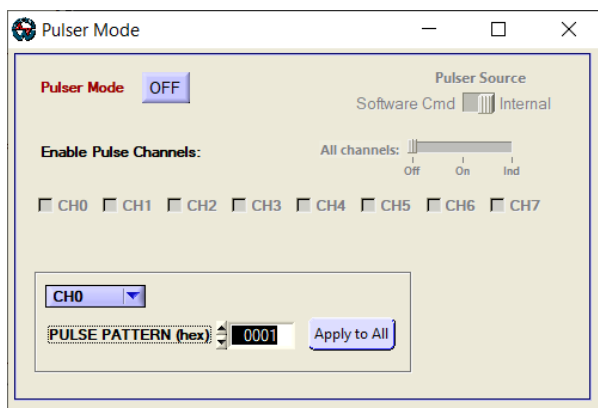 Pulser Mode
Pulser Mode OFF
Pulser Source
Software Cmd Internal
Enable Pulse Channels:
All channels:
Off On Ind
CH0 CH1 CH2 CH3 CH4 CH5 CH6 CH7
CH0
PULSE PATTERN (hex) 0001 Apply to All